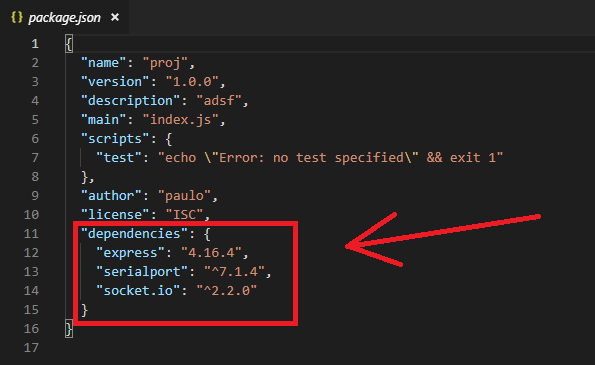 {} package.json ×
1 {
2 "name": "proj",
3 "version": "1.0.0",
4 "description": "adsf",
5 "main": "index.js",
6 "scripts": {
7 "test": "echo \"Error: no test specified\" && exit 1"
8 },
9 "author": "paulo",
10 "license": "ISC",
11 "dependencies": {
12 "express": "4.16.4",
13 "serialport": "^7.1.4",
14 "socket.io": "^2.2.0"
15 }
16 }
17